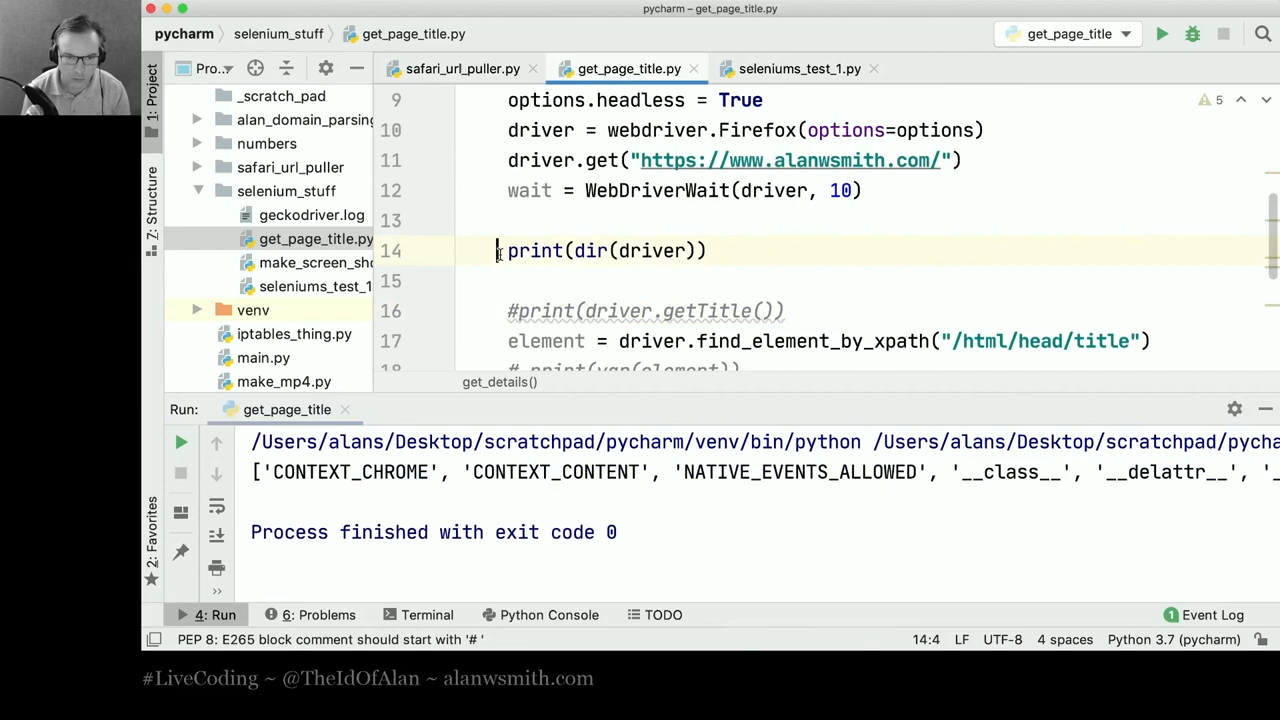 pycharm – get_page_title.py
pycharm selenium_stuff get_page_title.py
get_page_title
1: Project
Pro..
safari_url_puller.py
get_page_title.py
seleniums_test_1.py
_scratch_pad
alan_domain_parsing
numbers
safari_url_puller
selenium_stuff
geckodriver.log
get_page_title.py
make_screen_sho
seleniums_test_1
venv
iptables_thing.py
main.py
make_mp4.py
7: Structure
2: Favorites
9 options.headless = True
10 driver = webdriver.Firefox(options=options)
11 driver.get("https://www.alanwsmith.com/")
12 wait = WebDriverWait(driver, 10)
13
14 print(dir(driver))
15
16 #print(driver.getTitle())
17 element = driver.find_element_by_xpath("/html/head/title")
18 # print(var(element))
5
get_details()
Run: get_page_title
/Users/alans/Desktop/scratchpad/pycharm/venv/bin/python /Users/alans/Desktop/scratchpad/pycha
['CONTEXT_CHROME', 'CONTEXT_CONTENT', 'NATIVE_EVENTS_ALLOWED', '__class__', '__delattr__', '_
Process finished with exit code 0
4: Run 6: Problems Terminal Python Console TODO 1 Event Log
PEP 8: E265 block comment should start with '# ' 14:4 LF UTF-8 4 spaces Python 3.7 (pycharm)
#LiveCoding ~ @TheIdOfAlan ~ alanwsmith.com